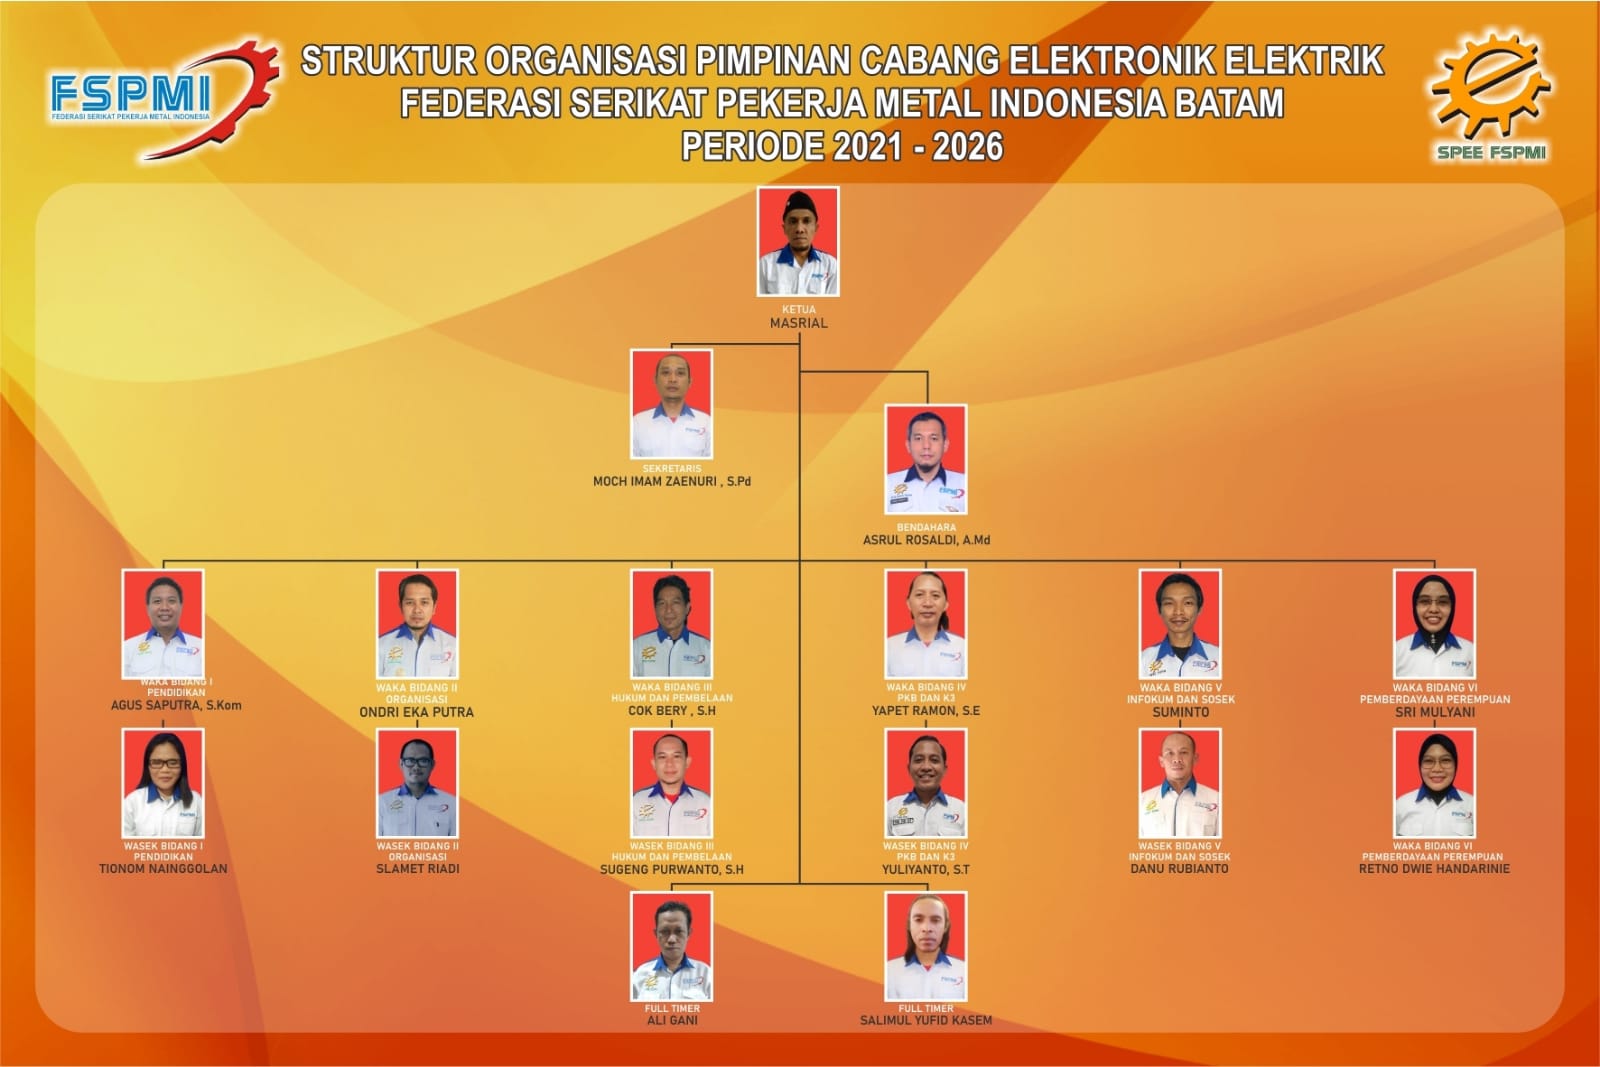 STRUKTUR ORGANISASI PIMPINAN CABANG ELEKTRONIK ELEKTRIK
FEDERASI SERIKAT PEKERJA METAL INDONESIA BATAM
PERIODE 2021 - 2026
FSPMI
FEDERASI SERIKAT PEKERJA METAL INDONESIA
SPEE FSPMI
KETUA
MASRIAL
SEKRETARIS
MOCH IMAM ZAENURI , S.Pd
BENDAHARA
ASRUL ROSALDI, A.Md
WAKA BIDANG I
PENDIDIKAN
AGUS SAPUTRA, S.Kom
WAKA BIDANG II
ORGANISASI
ONDRI EKA PUTRA
WAKA BIDANG III
HUKUM DAN PEMBELAAN
COK BERY , S.H
WAKA BIDANG IV
PKB DAN K3
YAPET RAMON, S.E
WAKA BIDANG V
INFOKUM DAN SOSEK
SUMINTO
WAKA BIDANG VI
PEMBERDAYAAN PEREMPUAN
SRI MULYANI
WASEK BIDANG I
PENDIDIKAN
TIONOM NAINGGOLAN
WASEK BIDANG II
ORGANISASI
SLAMET RIADI
WASEK BIDANG III
HUKUM DAN PEMBELAAN
SUGENG PURWANTO, S.H
WASEK BIDANG IV
PKB DAN K3
YULIYANTO, S.T
WASEK BIDANG V
INFOKUM DAN SOSEK
DANU RUBIANTO
WAKA BIDANG VI
PEMBERDAYAAN PEREMPUAN
RETNO DWIE HANDARINIE
FULL TIMER
ALI GANI
FULL TIMER
SALIMUL YUFID KASEM